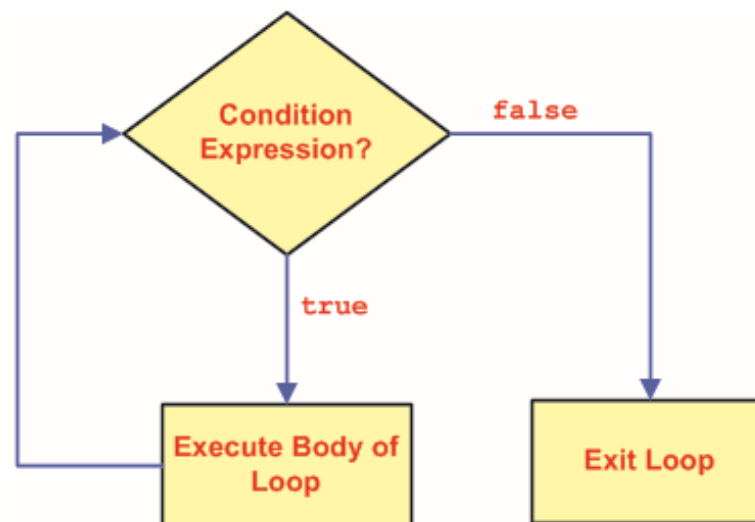 Condition
Expression?
false
true
Execute Body of
Loop
Exit Loop